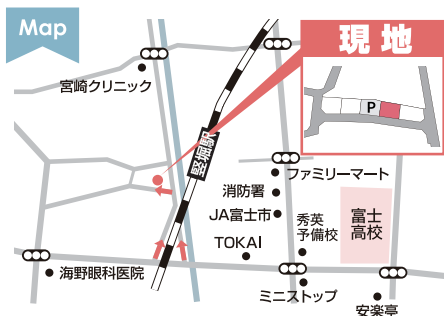 Map
現地
P
宮崎クリニック
竪堀駅
ファミリーマート
消防署
JA富士市
秀英
予備校
富士
高校
TOKAI
海野眼科医院
ミニストップ
安楽亭